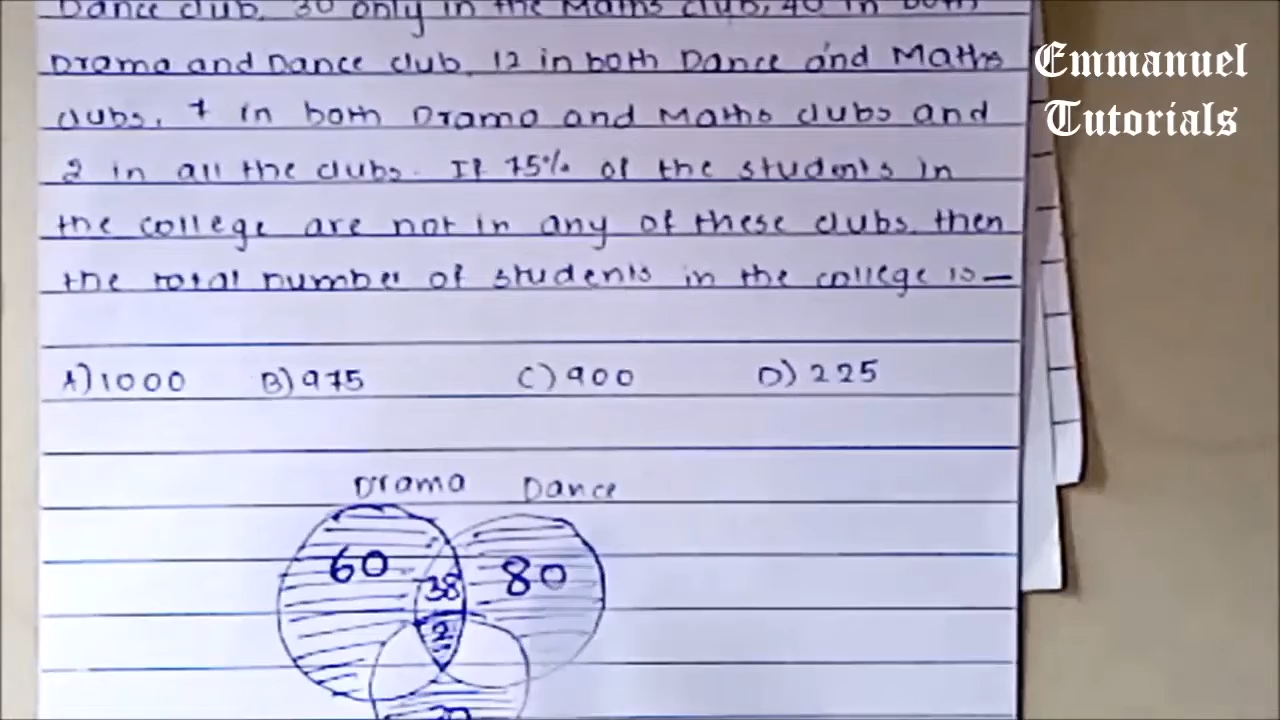 Dance club, 30 only in the Maths club, 40 in both
Drama and Dance club, 12 in both Dance and Maths
clubs, 7 in both Drama and Maths clubs and
2 in all the clubs. If 75% of the students in
the college are not in any of these clubs, then
the total number of students in the college is—
A) 1000 B) 975 C) 900 D) 225
Drama Dance
60 38 80
2
30
Emmanuel
Tutorials